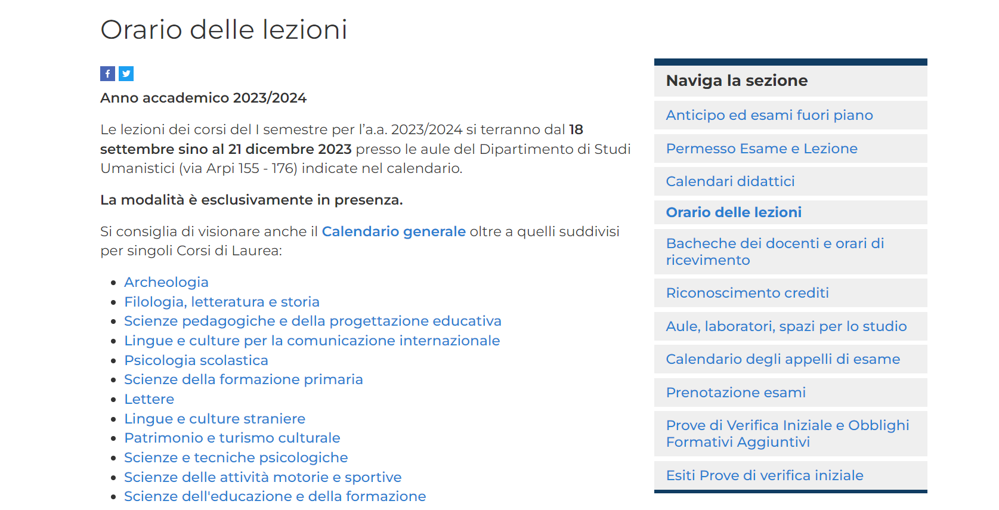 Orario delle lezioni
Anno accademico 2023/2024
Le lezioni dei corsi del I semestre per l’a.a. 2023/2024 si terranno dal 18
settembre sino al 21 dicembre 2023 presso le aule del Dipartimento di Studi
Umanistici (via Arpi 155 - 176) indicate nel calendario.
La modalità è esclusivamente in presenza.
Si consiglia di visionare anche il Calendario generale oltre a quelli suddivisi
per singoli Corsi di Laurea:
Archeologia
Filologia, letteratura e storia
Scienze pedagogiche e della progettazione educativa
Lingue e culture per la comunicazione internazionale
Psicologia scolastica
Scienze della formazione primaria
Lettere
Lingue e culture straniere
Patrimonio e turismo culturale
Scienze e tecniche psicologiche
Scienze delle attività motorie e sportive
Scienze dell'educazione e della formazione
Naviga la sezione
Anticipo ed esami fuori piano
Permesso Esame e Lezione
Calendari didattici
Orario delle lezioni
Bacheche dei docenti e orari di
ricevimento
Riconoscimento crediti
Aule, laboratori, spazi per lo studio
Calendario degli appelli di esame
Prenotazione esami
Prove di Verifica Iniziale e Obblighi
Formativi Aggiuntivi
Esiti Prove di verifica iniziale